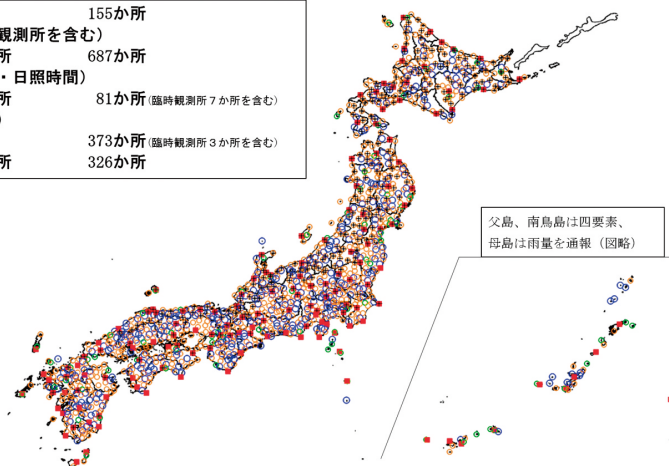 155か所
観測所を含む)
所 687か所
・日照時間)
所 81か所(臨時観測所７か所を含む)
)
373か所(臨時観測所３か所を含む)
所 326か所
父島、南鳥島は四要素、
母島は雨量を通報（図略）